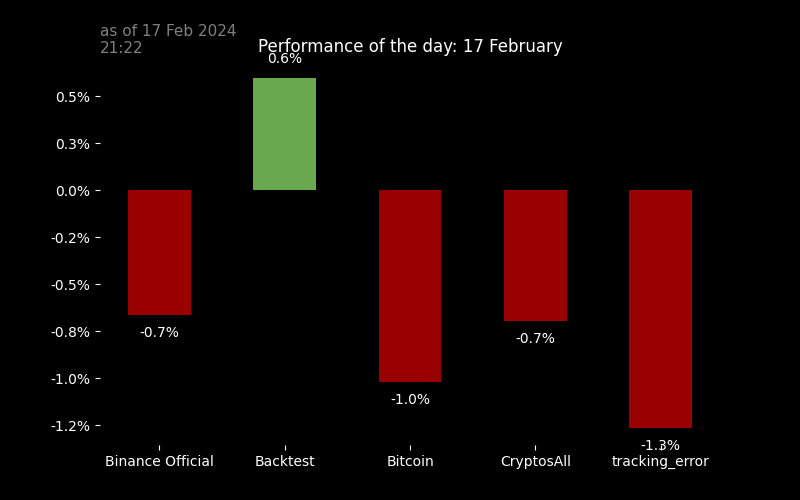 as of 17 Feb 2024
21:22
Performance of the day: 17 February
0.6%
0.5%
0.3%
0.0%
-0.2%
-0.5%
-0.8%
-1.0%
-1.2%
-0.7%
-1.0%
-0.7%
-1.3%
Binance Official
Backtest
Bitcoin
CryptosAll
tracking_error